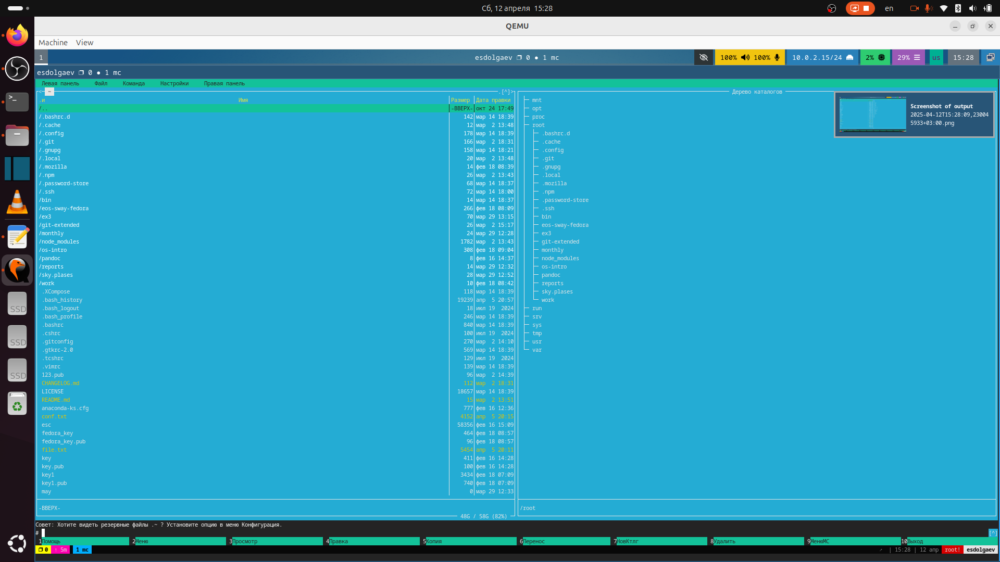 Сб, 12 апреля 15:28
en
QEMU
Machine View
1
esdolgaev 0 ● 1 mc
100% 100%
10.0.2.15/24
2%
29%
us
15:28
esdolgaev 0 ● 1 mc
Левая панель Файл Команда Настройки Правая панель
<─ ~ .[^]>
.и Имя Размер Дата правки
/.. -ВВЕРХ- окт 24 17:49
/.bashrc.d 142 мар 14 18:39
/.cache 12 мар 2 13:48
/.config 178 мар 14 18:39
/.git 166 мар 2 18:31
/.gnupg 158 мар 14 18:21
/.local 20 мар 2 13:48
/.mozilla 14 фев 18 08:39
/.npm 26 мар 2 13:43
/.password-store 68 мар 14 18:37
/.ssh 72 мар 14 18:00
/bin 14 мар 14 18:37
/eos-sway-fedora 266 фев 18 08:09
/ex3 70 мар 29 13:15
/git-extended 26 мар 2 15:17
/monthly 24 мар 29 12:28
/node_modules 1782 мар 2 13:43
/os-intro 308 фев 18 09:04
/pandoc 8 фев 16 14:37
/reports 14 мар 29 12:32
/sky.plases 28 мар 29 12:52
/work 10 фев 18 08:42
.XCompose 118 мар 14 18:39
.bash_history 19239 апр 5 20:57
.bash_logout 18 июл 19 2024
.bash_profile 246 мар 14 18:39
.bashrc 840 мар 14 18:39
.cshrc 100 июл 19 2024
.gitconfig 270 мар 2 14:10
.gtkrc-2.0 569 мар 14 18:39
.tcshrc 129 июл 19 2024
.vimrc 139 мар 14 18:39
123.pub 96 мар 2 14:39
CHANGELOG.md 112 мар 2 18:31
LICENSE 18657 мар 14 18:39
README.md 15 мар 2 13:51
anaconda-ks.cfg 777 фев 16 12:36
conf.txt 4152 апр 5 20:15
esc 58356 фев 16 15:09
fedora_key 464 фев 18 08:57
fedora_key.pub 96 фев 18 08:57
file.txt 5454 апр 5 20:11
key 411 фев 16 14:28
key.pub 100 фев 16 14:28
key1 3434 фев 18 07:09
key1.pub 740 фев 18 07:09
may 0 мар 29 12:33
-ВВЕРХ-
48G / 58G (82%)
Дерево каталогов
mnt
opt
proc
root
.bashrc.d
.cache
.config
.git
.gnupg
.local
.mozilla
.npm
.password-store
.ssh
bin
eos-sway-fedora
ex3
git-extended
monthly
node_modules
os-intro
pandoc
reports
sky.plases
work
run
srv
sys
tmp
usr
var
/root
Screenshot of output
2025-04-12T15:28:09,23004
5933+03:00.png
Совет: Хотите видеть резервные файлы .~ ? Установите опцию в меню Конфигурация.
#
[^]
1Помощь 2Меню 3Просмотр 4Правка 5Копия 6Перенос 7НовКтлг 8Удалить 9МенюMC 10Выход
0 ↑ 5m 1 mc
↗ | 15:28 | 12 апр root! esdolgaev
SSD
SSD
SSD